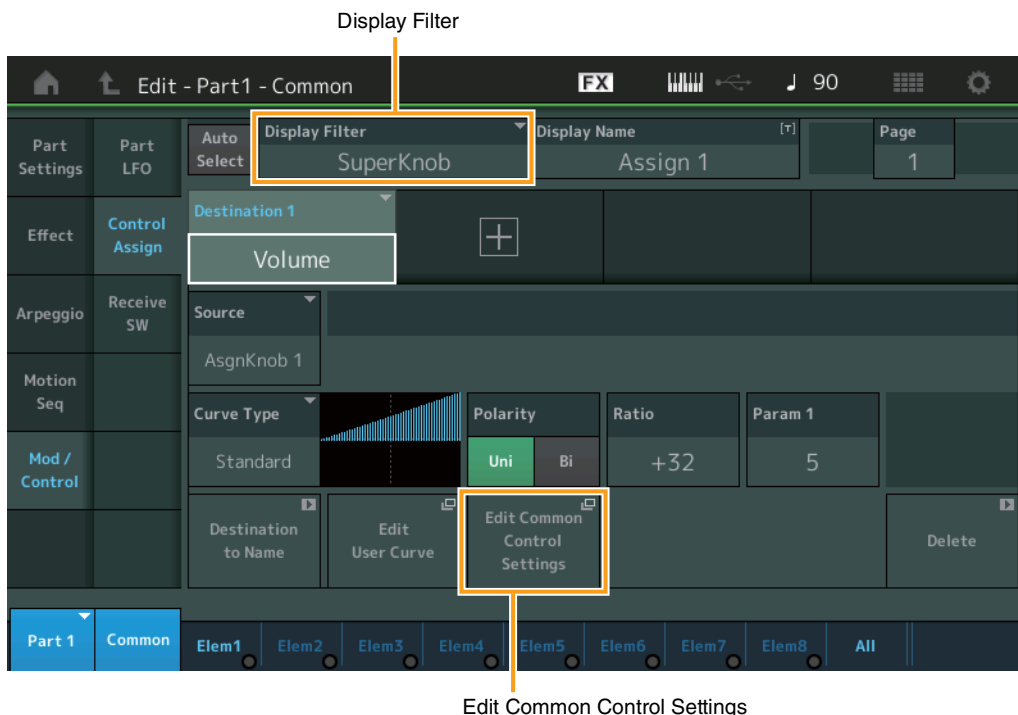 Display Filter
Edit - Part1 - Common
FX
♩ 90
Part
Settings
Part
LFO
Auto
Select
Display Filter
SuperKnob
Display Name
[T]
Assign 1
Page
1
Effect
Control
Assign
Destination 1
Volume
Arpeggio
Receive
SW
Source
AsgnKnob 1
Motion
Seq
Curve Type
Standard
Polarity
Uni
Bi
Ratio
+32
Param 1
5
Mod /
Control
Destination
to Name
Edit
User Curve
Edit Common
Control
Settings
Delete
Part 1
Common
Elem1
Elem2
Elem3
Elem4
Elem5
Elem6
Elem7
Elem8
All
Edit Common Control Settings